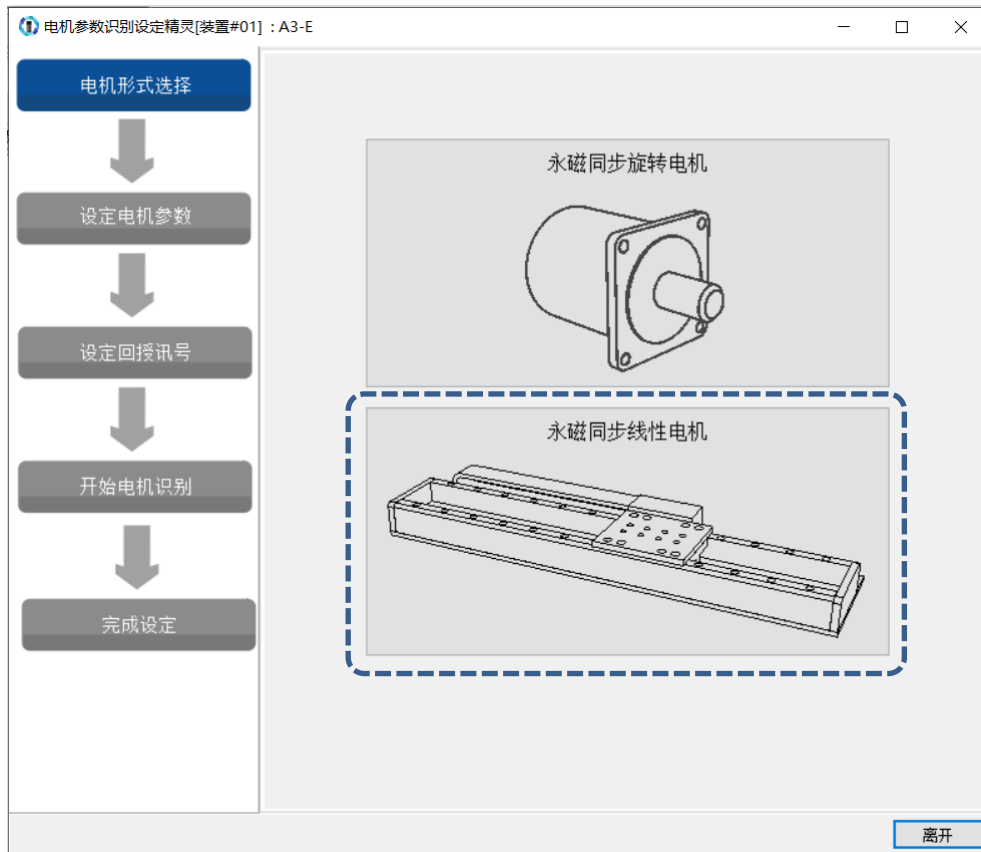 电机参数识别设定精灵[装置#01] : A3-E
电机形式选择
设定电机参数
设定回授讯号
开始电机识别
完成设定
永磁同步旋转电机
永磁同步线性电机
离开